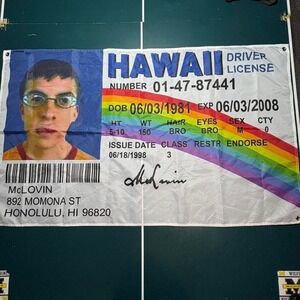 HAWAII DRIVER LICENSE
NUMBER 01-47-87441
DOB 06/03/1981 EXP 06/03/2008
HT WT HAIR EYES SEX CTY
5-10 150 BRO BRO M 0
ISSUE DATE CLASS RESTR ENDORSE
06/18/1998 3
McLovin
McLOVIN
892 MOMONA ST
HONOLULU, HI 96820